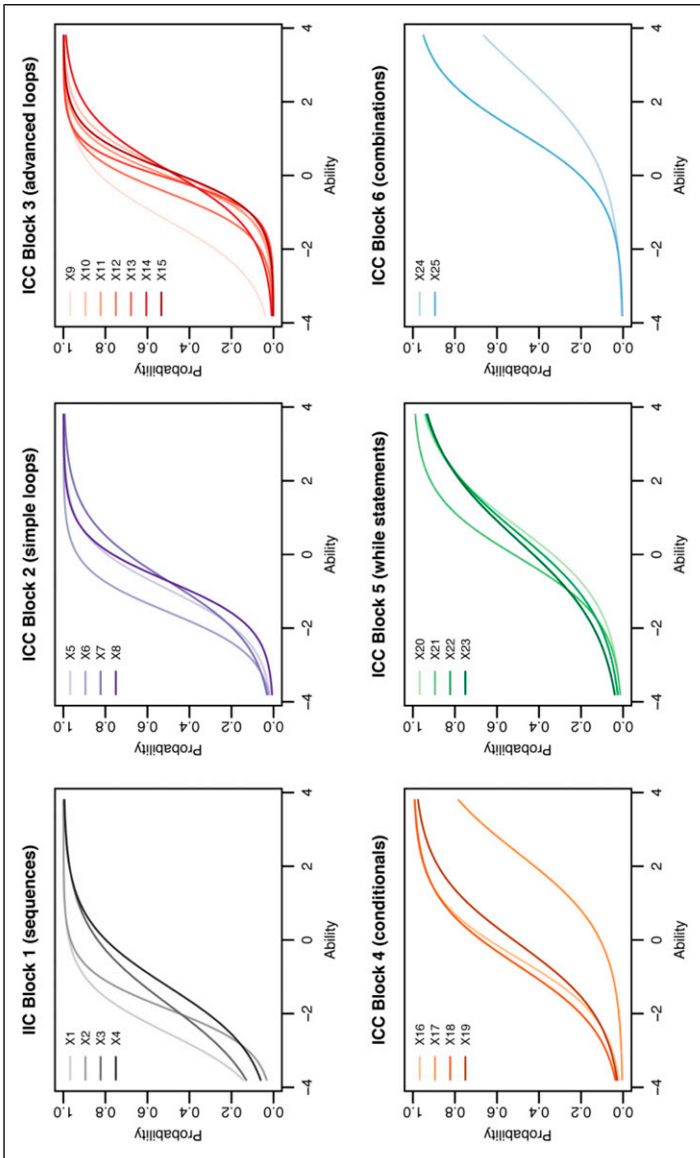 IIC Block 1 (sequences)
Probability
1.0
0.8
0.6
0.4
0.2
0.0
X1
X2
X3
X4
-4
-2
0
2
4
Ability
ICC Block 2 (simple loops)
Probability
1.0
0.8
0.6
0.4
0.2
0.0
X5
X6
X7
X8
-4
-2
0
2
4
Ability
ICC Block 3 (advanced loops)
Probability
1.0
0.8
0.6
0.4
0.2
0.0
X9
X10
X11
X12
X13
X14
X15
-4
-2
0
2
4
Ability
ICC Block 4 (conditionals)
Probability
1.0
0.8
0.6
0.4
0.2
0.0
X16
X17
X18
X19
-4
-2
0
2
4
Ability
ICC Block 5 (while statements)
Probability
1.0
0.8
0.6
0.4
0.2
0.0
X20
X21
X22
X23
-4
-2
0
2
4
Ability
ICC Block 6 (combinations)
Probability
1.0
0.8
0.6
0.4
0.2
0.0
X24
X25
-4
-2
0
2
4
Ability